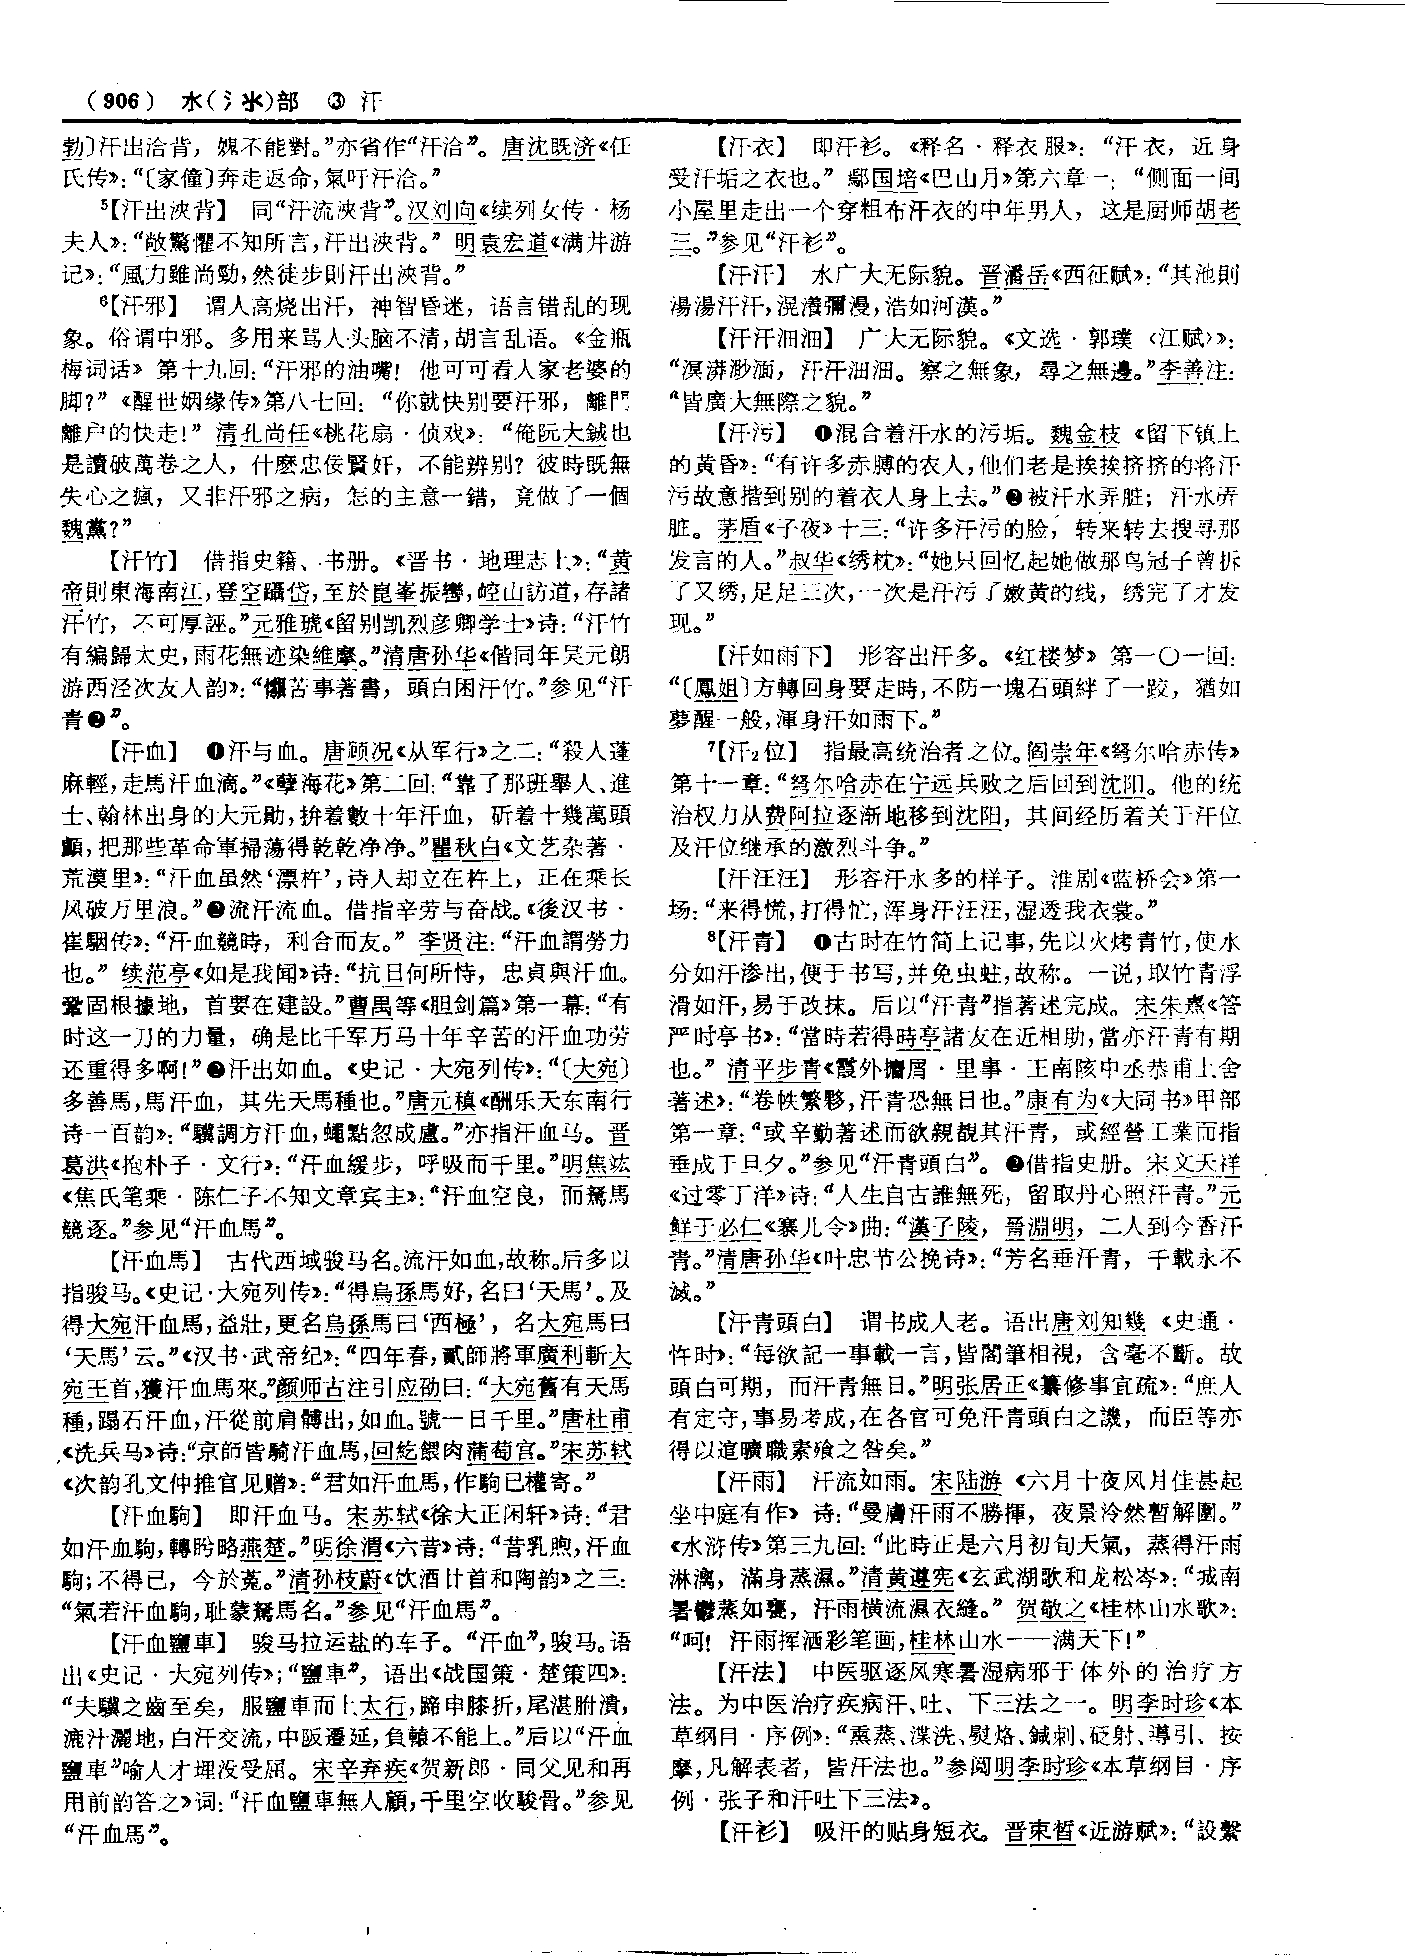 （906） 水(氵氺)部 ③ 汗
勃〕汗出洽背，媿不能對。”亦省作“汗洽”。唐沈既济《任
氏传》：“〔家僮〕奔走返命，氣吁汗洽。”
⁵【汗出浹背】 同“汗流浹背”。汉刘向《续列女传·杨
夫人》：“敞驚懼不知所言，汗出浹背。” 明袁宏道《满井游
记》：“風力雖尚勁，然徒步則汗出浹背。”
⁶【汗邪】 谓人高烧出汗，神智昏迷，语言错乱的现
象。俗谓中邪。多用来骂人头脑不清，胡言乱语。《金瓶
梅词话》第十九回：“汗邪的油嘴！他可可看人家老婆的
脚？”《醒世姻缘传》第八七回：“你就快别要汗邪，離門
離户的快走！” 清孔尚任《桃花扇·侦戏》：“俺阮大鋮也
是讀破萬卷之人，什麽忠佞賢奸，不能辨别？彼時既無
失心之瘋，又非汗邪之病，怎的主意一錯，竟做了一個
魏黨？”
【汗竹】 借指史籍、书册。《晋书·地理志上》：“黄
帝則東海南江，登空躡岱，至於崑峯振轡，崆山訪道，存諸
汗竹，不可厚誣。”元雅琥《留别凯烈彦卿学士》诗：“汗竹
有編歸太史，雨花無迹染維摩。”清唐孙华《偕同年吴元朗
游西泾次友人韵》：“懶苦事著書，頭白困汗竹。”参见“汗
青❷”。
【汗血】 ❶汗与血。唐顾况《从军行》之二：“殺人蓬
麻輕，走馬汗血滴。”《孽海花》第二回：“靠了那班舉人、進
士、翰林出身的大元勛，拚着數十年汗血，斫着十幾萬頭
顱，把那些革命軍掃蕩得乾乾净净。”瞿秋白《文艺杂著·
荒漠里》：“汗血虽然‘漂杵’，诗人却立在杵上，正在乘长
风破万里浪。”❷流汗流血。借指辛劳与奋战。《後汉书·
崔駰传》：“汗血競時，利合而友。” 李贤注：“汗血謂勞力
也。” 续范亭《如是我闻》诗：“抗日何所恃，忠貞與汗血。
鞏固根據地，首要在建設。”曹禺等《胆剑篇》第一幕：“有
时这一刀的力量，确是比千军万马十年辛苦的汗血功劳
还重得多啊！”❸汗出如血。《史记·大宛列传》：“〔大宛〕
多善馬，馬汗血，其先天馬種也。”唐元稹《酬乐天东南行
诗一百韵》：“驥調方汗血，蠅點忽成盧。”亦指汗血马。晋
葛洪《抱朴子·文行》：“汗血緩步，呼吸而千里。”明焦竑
《焦氏笔乘·陈仁子不知文章宾主》：“汗血空良，而駑馬
競逐。”参见“汗血馬”。
【汗血馬】 古代西域骏马名。流汗如血，故称。后多以
指骏马。《史记·大宛列传》：“得烏孫馬好，名曰‘天馬’。及
得大宛汗血馬，益壯，更名烏孫馬曰‘西極’，名大宛馬曰
‘天馬’云。”《汉书·武帝纪》：“四年春，貳師將軍廣利斬大
宛王首，獲汗血馬來。”颜师古注引应劭曰：“大宛舊有天馬
種，蹋石汗血，汗從前肩髆出，如血。號一日千里。”唐杜甫
《洗兵马》诗：“京師皆騎汗血馬，回紇餵肉蒲萄宫。”宋苏轼
《次韵孔文仲推官见赠》：“君如汗血馬，作駒已權奇。”
【汗血駒】 即汗血马。宋苏轼《徐大正闲轩》诗：“君
如汗血駒，轉盻略燕楚。”明徐渭《六昔》诗：“昔乳煦，汗血
駒；不得已，今於菟。”清孙枝蔚《饮酒廿首和陶韵》之三：
“氣若汗血駒，耻蒙駑馬名。”参见“汗血馬”。
【汗血鹽車】 骏马拉运盐的车子。“汗血”，骏马。语
出《史记·大宛列传》；“鹽車”，语出《战国策·楚策四》：
“夫驥之齒至矣，服鹽車而上太行，蹄申膝折，尾湛胕潰，
漉汁灑地，白汗交流，中阪遷延，負轅不能上。”后以“汗血
鹽車”喻人才埋没受屈。宋辛弃疾《贺新郎·同父见和再
用前韵答之》词：“汗血鹽車無人顧，千里空收駿骨。”参见
“汗血馬”。
【汗衣】 即汗衫。《释名·释衣服》：“汗衣，近身
受汗垢之衣也。” 鄢国培《巴山月》第六章一：“侧面一间
小屋里走出一个穿粗布汗衣的中年男人，这是厨师胡老
三。”参见“汗衫”。
【汗汗】 水广大无际貌。晋潘岳《西征赋》：“其池則
湯湯汗汗，滉瀁彌漫，浩如河漢。”
【汗汗沺沺】 广大无际貌。《文选·郭璞〈江赋〉》：
“溟漭渺湎，汗汗沺沺。察之無象，尋之無邊。”李善注：
“皆廣大無際之貌。”
【汗污】 ❶混合着汗水的污垢。魏金枝《留下镇上
的黄昏》：“有许多赤膊的农人，他们老是挨挨挤挤的将汗
污故意揩到别的着衣人身上去。”❷被汗水弄脏；汗水弄
脏。茅盾《子夜》十三：“许多汗污的脸，转来转去搜寻那
发言的人。”叔华《绣枕》：“她只回忆起她做那鸟冠子曾拆
了又绣，足足三次，一次是汗污了嫩黄的线，绣完了才发
现。”
【汗如雨下】 形容出汗多。《红楼梦》第一〇一回：
“〔鳳姐〕方轉回身要走時，不防一塊石頭絆了一跤，猶如
夢醒一般，渾身汗如雨下。”
⁷【汗₂位】 指最高统治者之位。阎崇年《努尔哈赤传》
第十一章：“努尔哈赤在宁远兵败之后回到沈阳。他的统
治权力从费阿拉逐渐地移到沈阳，其间经历着关于汗位
及汗位继承的激烈斗争。”
【汗汪汪】 形容汗水多的样子。淮剧《蓝桥会》第一
场：“来得慌，打得忙，浑身汗汪汪，湿透我衣裳。”
⁸【汗青】 ❶古时在竹简上记事，先以火烤青竹，使水
分如汗渗出，便于书写，并免虫蛀，故称。一说，取竹青浮
滑如汗，易于改抹。后以“汗青”指著述完成。宋朱熹《答
严时亭书》：“當時若得時亭諸友在近相助，當亦汗青有期
也。” 清平步青《霞外攟屑·里事·王南陔中丞恭甫上舍
著述》：“卷帙繁夥，汗青恐無日也。”康有为《大同书》甲部
第一章：“或辛勤著述而欲親覩其汗青，或經營工業而指
垂成于旦夕。”参见“汗青頭白”。❷借指史册。宋文天祥
《过零丁洋》诗：“人生自古誰無死，留取丹心照汗青。”元
鲜于必仁《寨儿令》曲：“漢子陵，晉淵明，二人到今香汗
青。”清唐孙华《叶忠节公挽诗》：“芳名垂汗青，千載永不
滅。”
【汗青頭白】 谓书成人老。语出唐刘知幾《史通·
忤时》：“每欲記一事載一言，皆閣筆相視，含毫不斷。故
頭白可期，而汗青無日。”明张居正《纂修事宜疏》：“庶人
有定守，事易考成，在各官可免汗青頭白之譏，而臣等亦
得以逭曠職素飧之咎矣。”
【汗雨】 汗流如雨。宋陆游《六月十夜风月佳甚起
坐中庭有作》诗：“曼膚汗雨不勝揮，夜景泠然暫解圍。”
《水浒传》第三九回：“此時正是六月初旬天氣，蒸得汗雨
淋漓，滿身蒸濕。”清黄遵宪《玄武湖歌和龙松岑》：“城南
暑鬱蒸如甕，汗雨横流濕衣縫。” 贺敬之《桂林山水歌》：
“呵！汗雨挥洒彩笔画，桂林山水——满天下！”
【汗法】 中医驱逐风寒暑湿病邪于体外的治疗方
法。为中医治疗疾病汗、吐、下三法之一。明李时珍《本
草纲目·序例》：“熏蒸、渫洗、熨烙、鍼刺、砭射、導引、按
摩，凡解表者，皆汗法也。”参阅明李时珍《本草纲目·序
例·张子和汗吐下三法》。
【汗衫】 吸汗的贴身短衣。晋束皙《近游赋》：“設繫